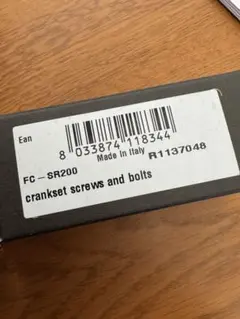 Ean
8 033874 118344
Made in Italy
R1137048
FC-SR200
crankset screws and bolts